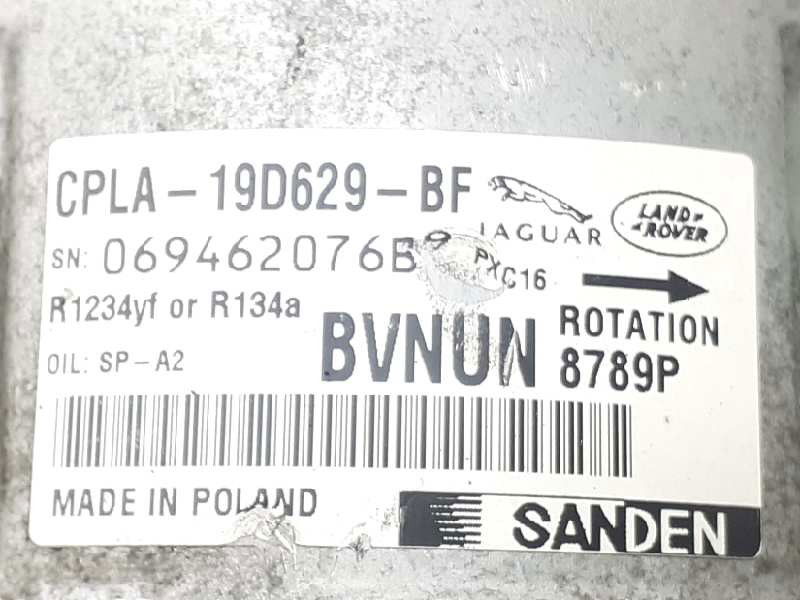 CPLA-19D629-BF
JAGUAR
LAND ROVER
SN: 069462076B
PXC16
R1234yf or R134a
BVNUN
ROTATION
OIL: SP-A2
8789P
MADE IN POLAND
SANDEN